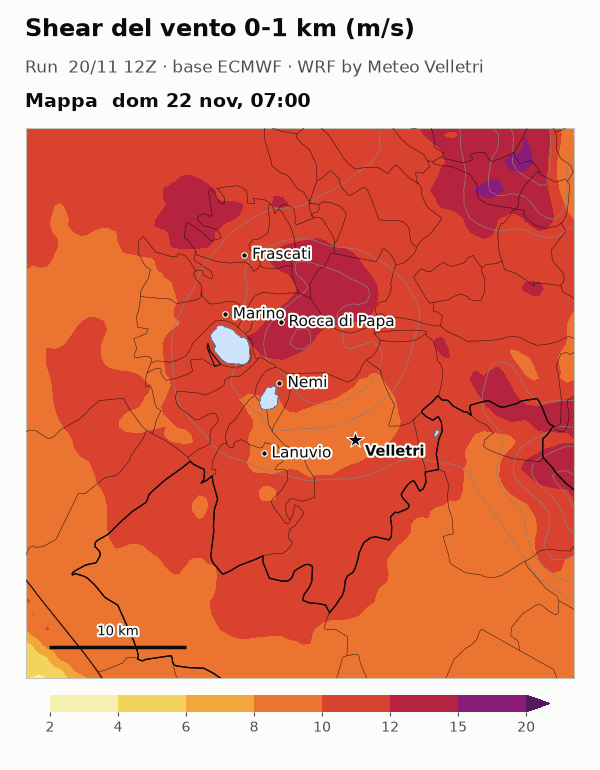 Shear del vento 0-1 km (m/s)
Run  20/11 12Z · base ECMWF · WRF by Meteo Velletri
Mappa  dom 22 nov, 07:00
Frascati
Marino
Rocca di Papa
Nemi
Velletri
Lanuvio
10 km
2 4 6 8 10 12 15 20